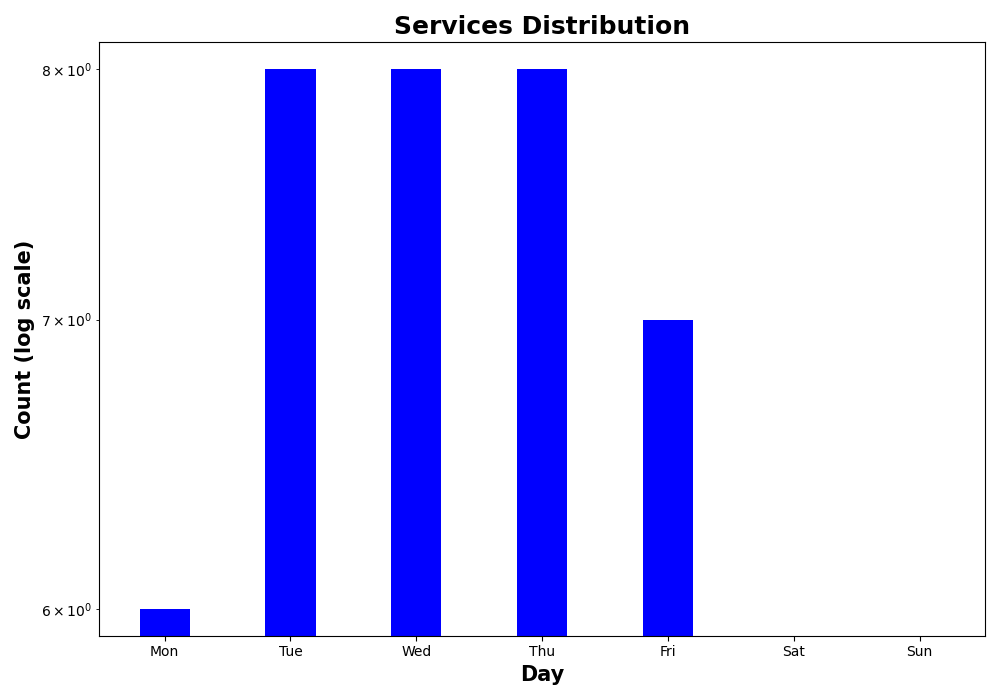 Services Distribution
Count (log scale)
8 × 10⁰
7 × 10⁰
6 × 10⁰
Mon Tue Wed Thu Fri Sat Sun
Day